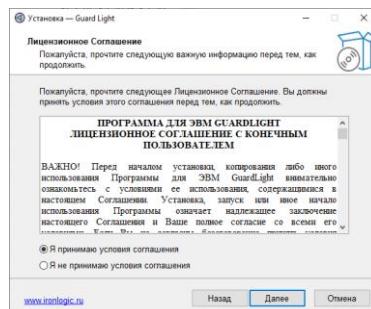 Установка — Guard Light
Лицензионное Соглашение
Пожалуйста, прочтите следующую важную информацию перед тем, как
продолжить.
Пожалуйста, прочтите следующее Лицензионное Соглашение. Вы должны
принять условия этого соглашения перед тем, как продолжить.
ПРОГРАММА ДЛЯ ЭВМ GUARDLIGHT
ЛИЦЕНЗИОННОЕ СОГЛАШЕНИЕ С КОНЕЧНЫМ
ПОЛЬЗОВАТЕЛЕМ
ВАЖНО! Перед началом установки, копирования либо иного
использования Программы для ЭВМ GuardLight внимательно
ознакомьтесь с условиями ее использования, содержащимися в
настоящем Соглашении. Установка, запуск или иное начало
использования Программы означает надлежащее заключение
настоящего Соглашения и Ваше полное согласие со всеми его
Я принимаю условия соглашения
Я не принимаю условия соглашения
www.ironlogic.ru
Назад
Далее
Отмена